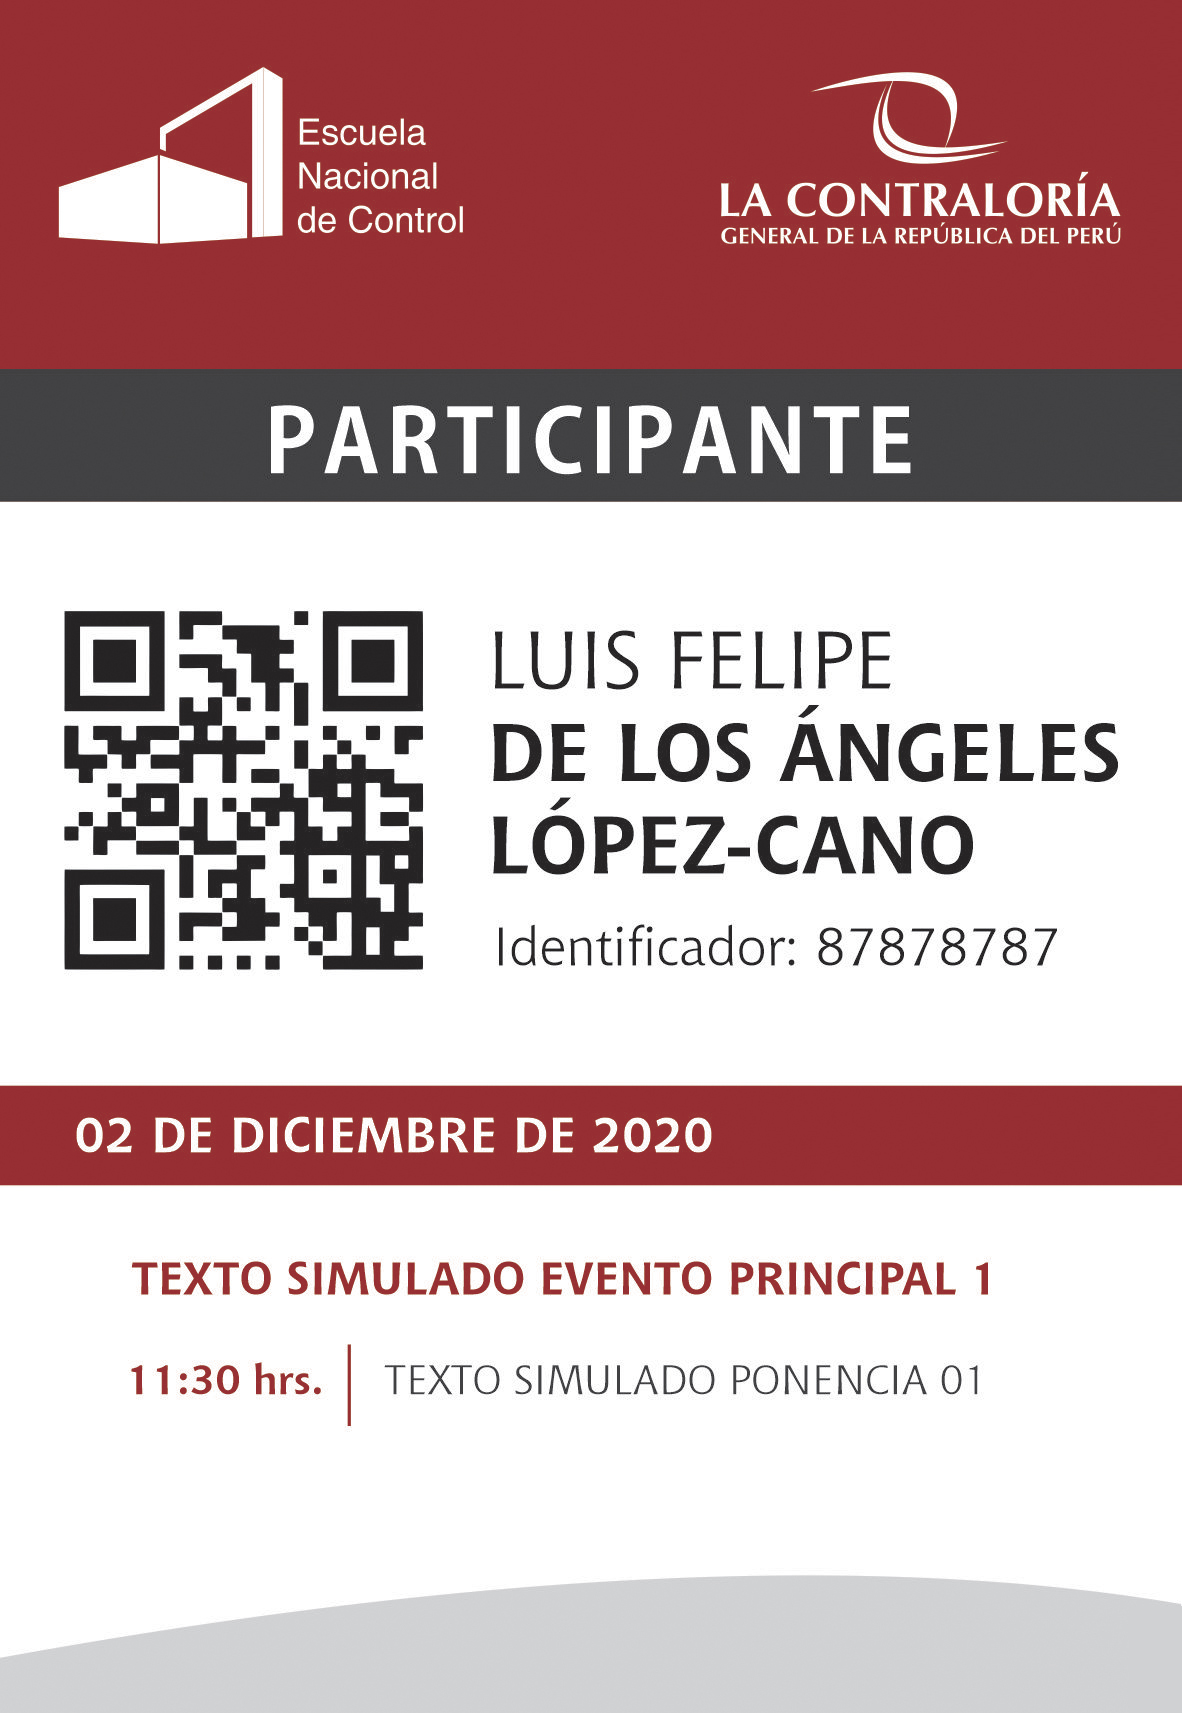 Escuela
Nacional
de Control
LA CONTRALORÍA
GENERAL DE LA REPÚBLICA DEL PERÚ
PARTICIPANTE
LUIS FELIPE
DE LOS ÁNGELES
LÓPEZ-CANO
Identificador: 87878787
02 DE DICIEMBRE DE 2020
TEXTO SIMULADO EVENTO PRINCIPAL 1
11:30 hrs. TEXTO SIMULADO PONENCIA 01